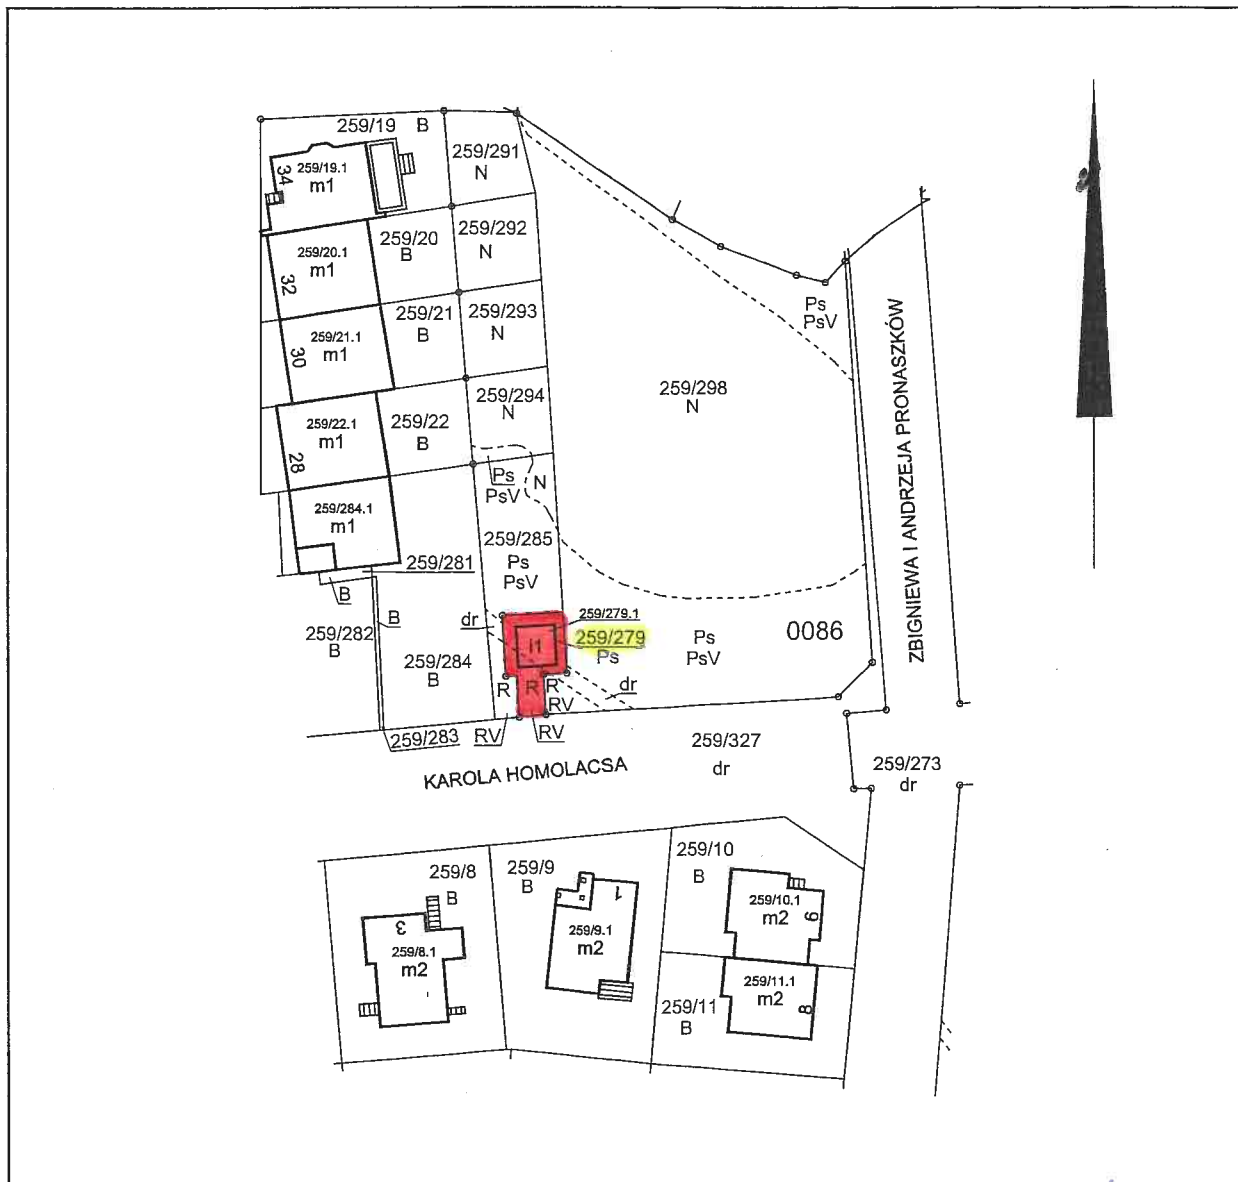 259/19 B
259/19.1
m1
34
259/291
N
259/20
B
259/20.1
m1
32
259/292
N
259/21
B
259/21.1
m1
30
259/293
N
259/22
B
259/22.1
m1
28
259/294
N
259/284.1
m1
Ps
PsV
N
259/285
Ps
PsV
259/281
B
B
259/282
B
259/284
B
259/283
dr
259/279.1
259/279
Ps
i1
R
R
R
RV
RV
RV
dr
259/298
N
Ps
PsV
Ps
PsV
0086
ZBIGNIEWA I ANDRZEJA PRONASZKÓW
KAROLA HOMOLACSA
259/327
dr
259/273
dr
259/8
B
3
259/8.1
m2
259/9
B
1
259/9.1
m2
259/10
B
259/10.1
m2
6
259/11
B
259/11.1
m2
8